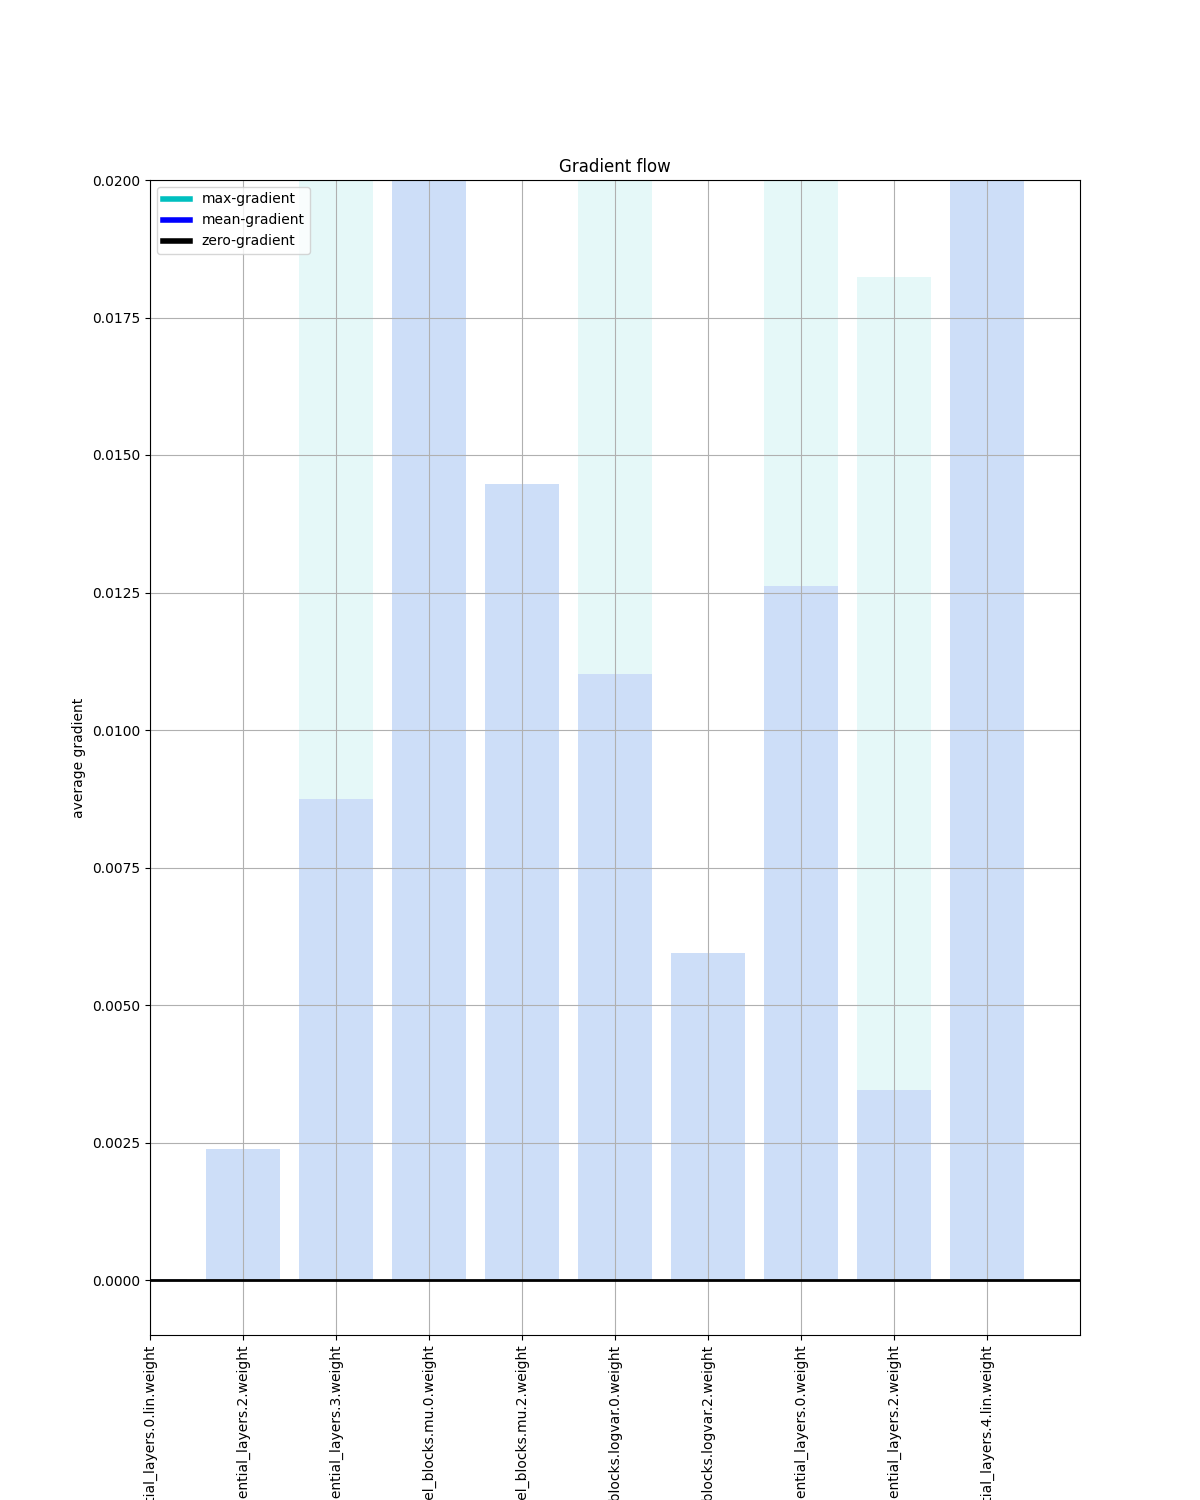 Gradient flow
max-gradient
mean-gradient
zero-gradient
0.0200
0.0175
0.0150
0.0125
0.0100
0.0075
0.0050
0.0025
0.0000
average gradient
tial_layers.0.lin.weight
ential_layers.2.weight
ential_layers.3.weight
el_blocks.mu.0.weight
el_blocks.mu.2.weight
blocks.logvar.0.weight
blocks.logvar.2.weight
ential_layers.0.weight
ential_layers.2.weight
tial_layers.4.lin.weight